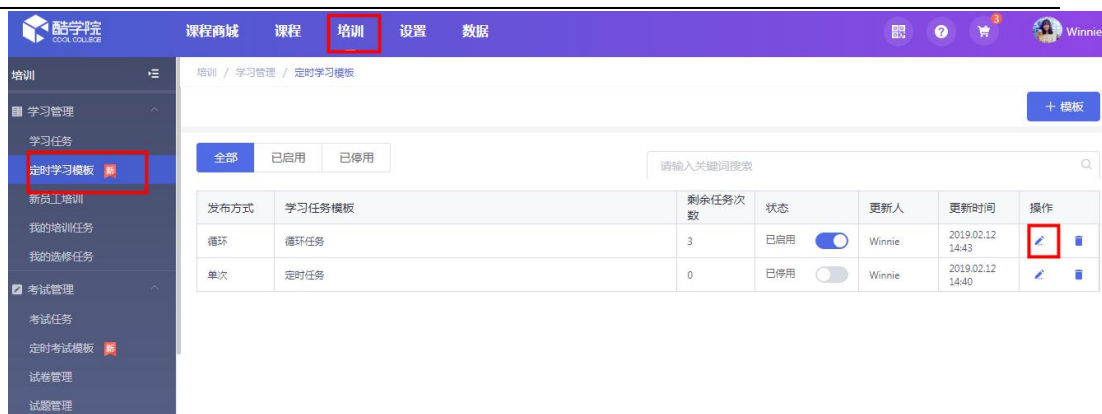 酷学院 课程商城 课程 培训 设置 数据 3 Winnie
COOL COLLEGE
培训 培训 / 学习管理 / 定时学习模板
学习管理
+ 模板
学习任务
定时学习模板 新
全部 已启用 已停用 请输入关键词搜索
新员工培训
我的培训任务
我的选修任务
发布方式 学习任务模板 剩余任务次数 状态 更新人 更新时间 操作
循环 循环任务 3 已启用 Winnie 2019.02.12 14:43
单次 定时任务 0 已停用 Winnie 2019.02.12 14:40
考试管理
考试任务
定时考试模板 新
试卷管理
试题管理